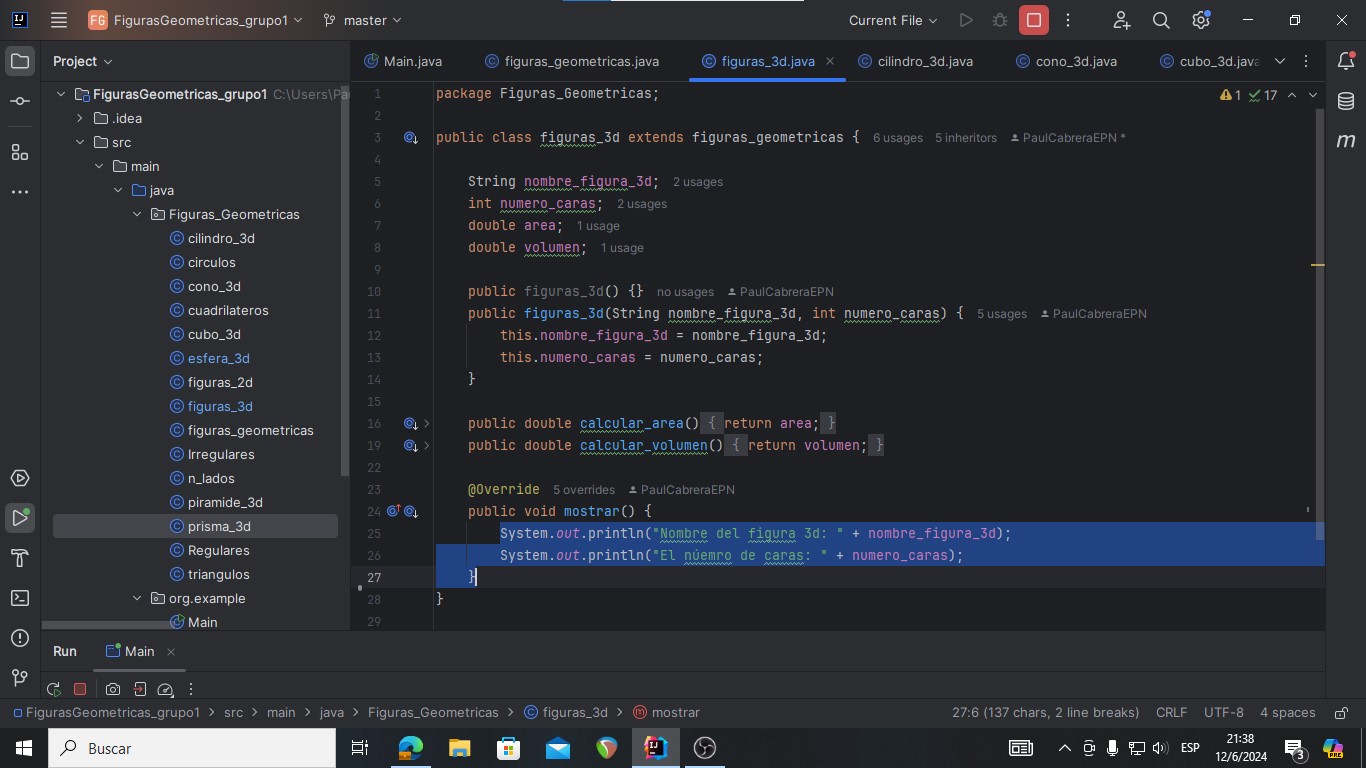 FG FigurasGeometricas_grupo1 master Current File
Project
Main.java figuras_geometricas.java figuras_3d.java cilindro_3d.java cono_3d.java cubo_3d.java
FigurasGeometricas_grupo1 C:\Users\Pa
.idea
src
main
java
Figuras_Geometricas
cilindro_3d
circulos
cono_3d
cuadrilateros
cubo_3d
esfera_3d
figuras_2d
figuras_3d
figuras_geometricas
Irregulares
n_lados
piramide_3d
prisma_3d
Regulares
triangulos
org.example
Main
1 17
1 package Figuras_Geometricas;
2
3 public class figuras_3d extends figuras_geometricas { 6 usages 5 inheritors PaulCabreraEPN *
4
5 String nombre_figura_3d; 2 usages
6 int numero_caras; 2 usages
7 double area; 1 usage
8 double volumen; 1 usage
9
10 public figuras_3d() {} no usages PaulCabreraEPN
11 public figuras_3d(String nombre_figura_3d, int numero_caras) { 5 usages PaulCabreraEPN
12 this.nombre_figura_3d = nombre_figura_3d;
13 this.numero_caras = numero_caras;
14 }
15
16 public double calcular_area() { return area; }
19 public double calcular_volumen() { return volumen; }
22
23 @Override 5 overrides PaulCabreraEPN
24 public void mostrar() {
25 System.out.println("Nombre del figura 3d: " + nombre_figura_3d);
26 System.out.println("El núemro de caras: " + numero_caras);
27 }
28 }
29
m
Run Main
FigurasGeometricas_grupo1 > src > main > java > Figuras_Geometricas > figuras_3d > mostrar 27:6 (137 chars, 2 line breaks) CRLF UTF-8 4 spaces
Buscar ESP 21:38
12/6/2024 3 PRE